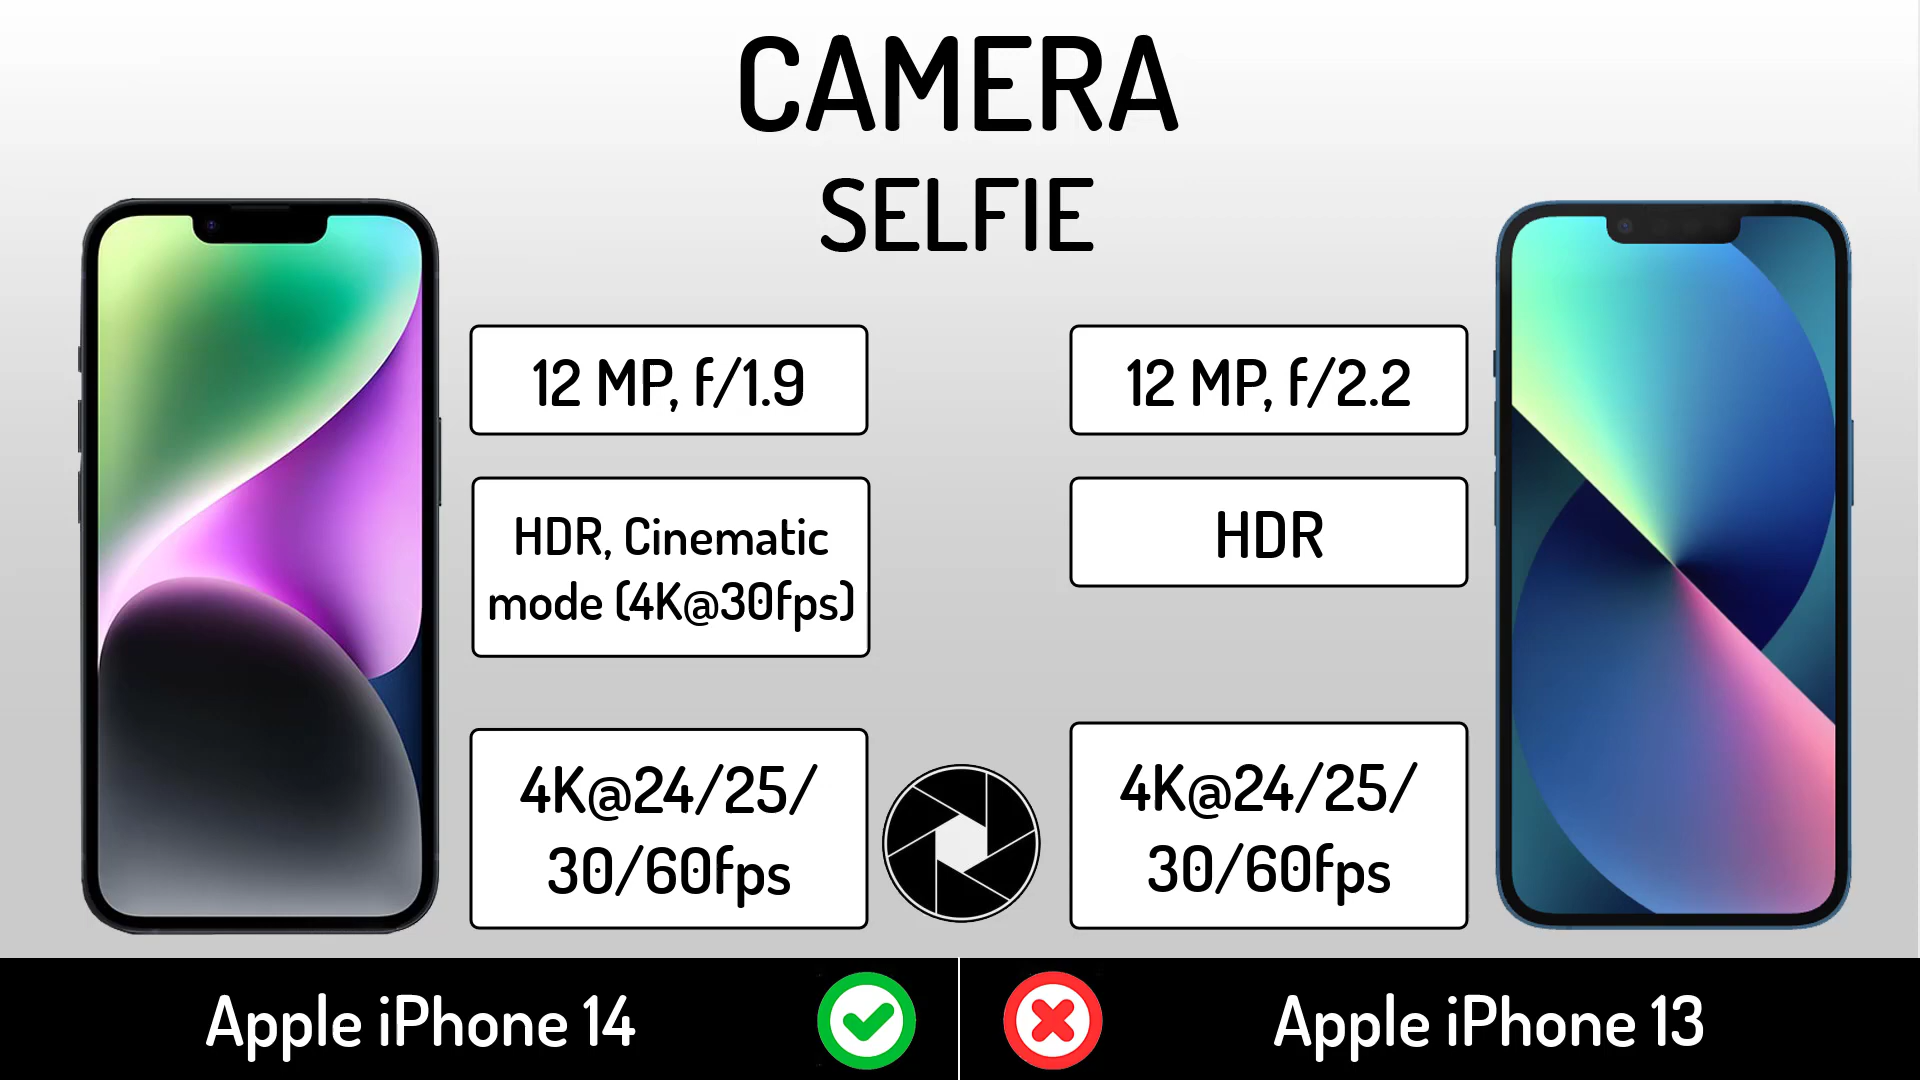 CAMERA
SELFIE
12 MP, f/1.9
HDR, Cinematic
mode (4K@30fps)
4K@24/25/
30/60fps
12 MP, f/2.2
HDR
4K@24/25/
30/60fps
Apple iPhone 14
Apple iPhone 13